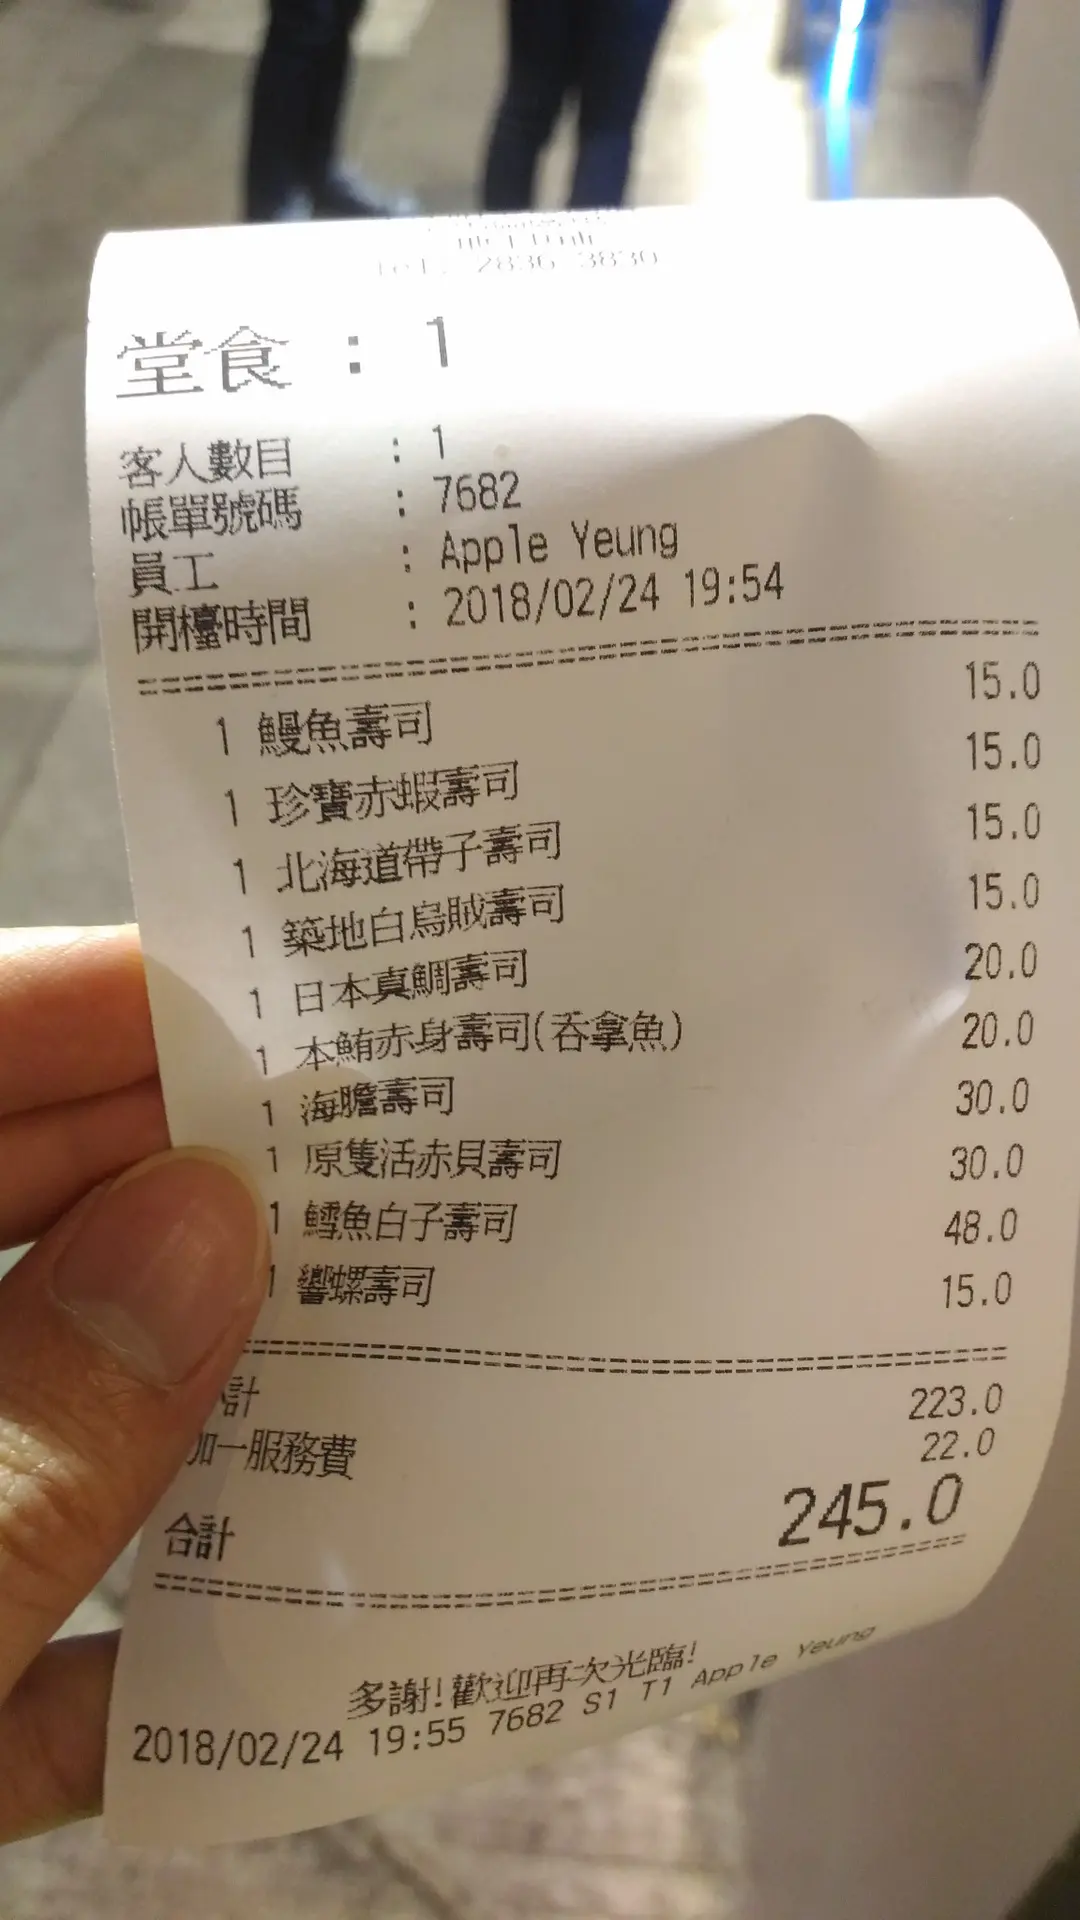 Tel: 2836 3830
堂食 : 1
客人數目 : 1
帳單號碼 : 7682
員工 : Apple Yeung
開檯時間 : 2018/02/24 19:54
1 鰻魚壽司 15.0
1 珍寶赤蝦壽司 15.0
1 北海道帶子壽司 15.0
1 築地白烏賊壽司 15.0
1 日本真鯛壽司 20.0
1 本鮪赤身壽司(吞拿魚) 20.0
1 海膽壽司 30.0
1 原隻活赤貝壽司 30.0
1 鱈魚白子壽司 48.0
1 響螺壽司 15.0
小計 223.0
加一服務費 22.0
合計 245.0
多謝!歡迎再次光臨!
2018/02/24 19:55 7682 S1 T1 Apple Yeung